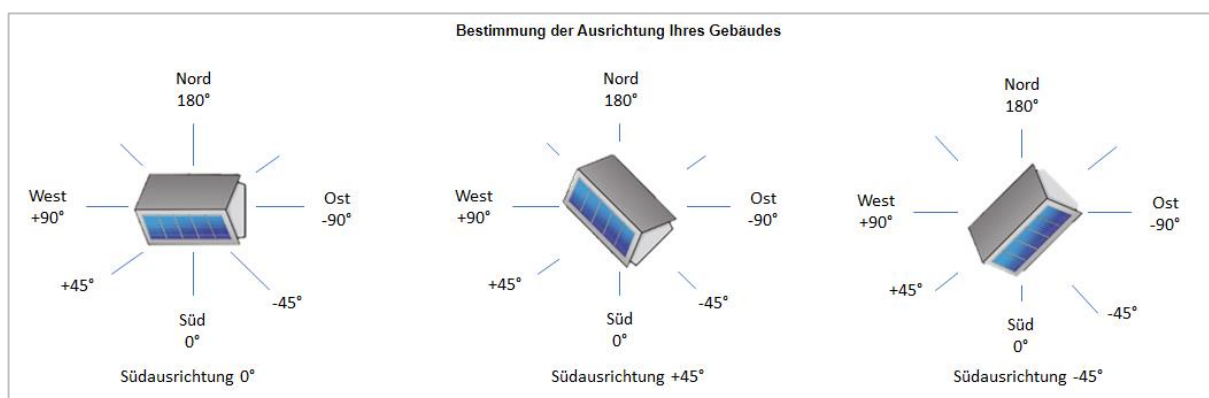 Bestimmung der Ausrichtung Ihres Gebäudes
Nord
180°
West
+90°
Ost
-90°
+45°
-45°
Süd
0°
Südausrichtung 0°
Nord
180°
West
+90°
Ost
-90°
+45°
-45°
Süd
0°
Südausrichtung +45°
Nord
180°
West
+90°
Ost
-90°
+45°
-45°
Süd
0°
Südausrichtung -45°